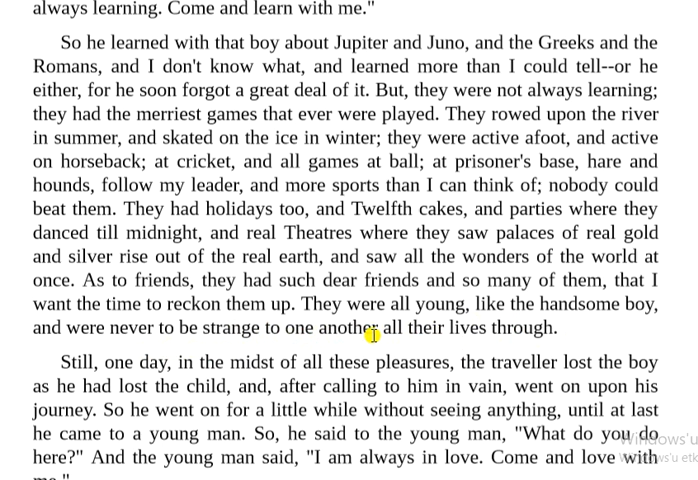 always learning. Come and learn with me."
So he learned with that boy about Jupiter and Juno, and the Greeks and the
Romans, and I don't know what, and learned more than I could tell--or he
either, for he soon forgot a great deal of it. But, they were not always learning;
they had the merriest games that ever were played. They rowed upon the river
in summer, and skated on the ice in winter; they were active afoot, and active
on horseback; at cricket, and all games at ball; at prisoner's base, hare and
hounds, follow my leader, and more sports than I can think of; nobody could
beat them. They had holidays too, and Twelfth cakes, and parties where they
danced till midnight, and real Theatres where they saw palaces of real gold
and silver rise out of the real earth, and saw all the wonders of the world at
once. As to friends, they had such dear friends and so many of them, that I
want the time to reckon them up. They were all young, like the handsome boy,
and were never to be strange to one another all their lives through.
Still, one day, in the midst of all these pleasures, the traveller lost the boy
as he had lost the child, and, after calling to him in vain, went on upon his
journey. So he went on for a little while without seeing anything, until at last
he came to a young man. So, he said to the young man, "What do you do
here?" And the young man said, "I am always in love. Come and love with
Windows'u
Windows'u etk